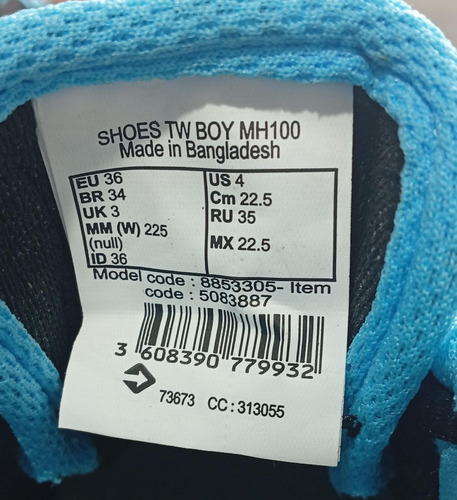 SHOES TW BOY MH100
Made in Bangladesh
EU 36 US 4
BR 34 Cm 22.5
UK 3 RU 35
MM (W) 225
(null) MX 22.5
ID 36
Model code : 8853305- Item
code : 5083887
3 608390 779932
73673 CC : 313055